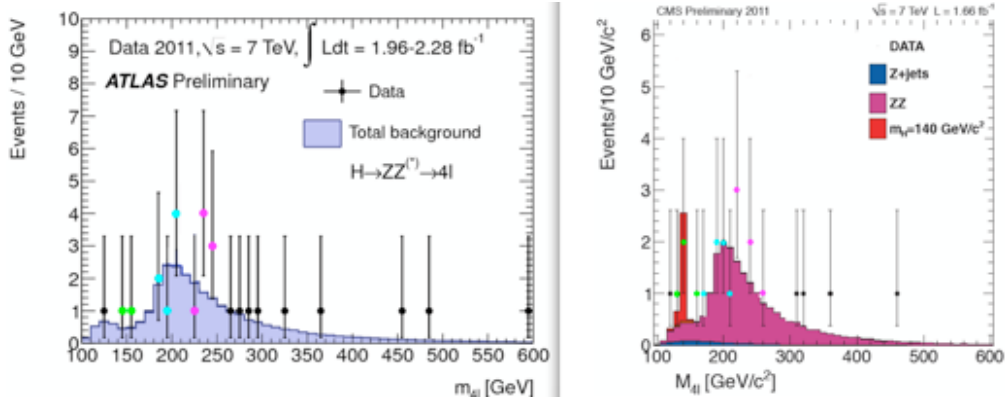 Data 2011, √s = 7 TeV, ∫ Ldt = 1.96-2.28 fb⁻¹
ATLAS Preliminary
Data
Total background
H→ZZ⁽*⁾→4l
Events / 10 GeV
10
9
8
7
6
5
4
3
2
1
0
100 150 200 250 300 350 400 450 500 550 600
m₄ₗ [GeV]
CMS Preliminary 2011 √s = 7 TeV L = 1.66 fb⁻¹
DATA
Z+jets
ZZ
m_H=140 GeV/c²
Events/10 GeV/c²
6
5
4
3
2
1
0
100 200 300 400 500 600
M₄ₗ [GeV/c²]